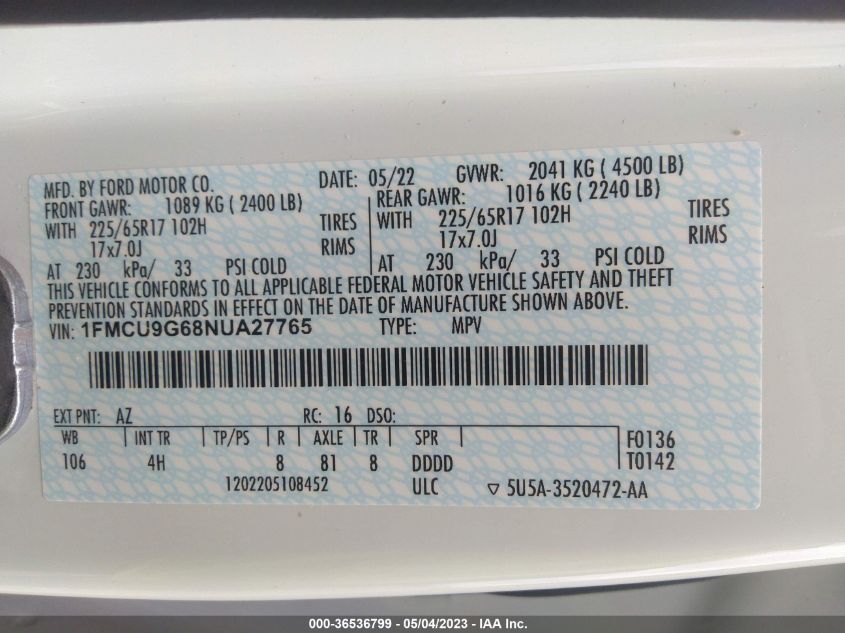 MFD. BY FORD MOTOR CO. DATE: 05/22 GVWR: 2041 KG ( 4500 LB)
FRONT GAWR: 1089 KG ( 2400 LB) REAR GAWR: 1016 KG ( 2240 LB)
WITH 225/65R17 102H TIRES WITH 225/65R17 102H TIRES
17x7.0J RIMS 17x7.0J RIMS
AT 230 kPa/ 33 PSI COLD AT 230 kPa/ 33 PSI COLD
THIS VEHICLE CONFORMS TO ALL APPLICABLE FEDERAL MOTOR VEHICLE SAFETY AND THEFT
PREVENTION STANDARDS IN EFFECT ON THE DATE OF MANUFACTURE SHOWN ABOVE.
VIN: 1FMCU9G68NUA27765 TYPE: MPV
EXT PNT: AZ RC: 16 DSO:
WB INT TR TP/PS R AXLE TR SPR F0136
106 4H 8 81 8 DDDD T0142
1202205108452 ULC ▽ 5U5A-3520472-AA
000-36536799 - 05/04/2023 - IAA Inc.